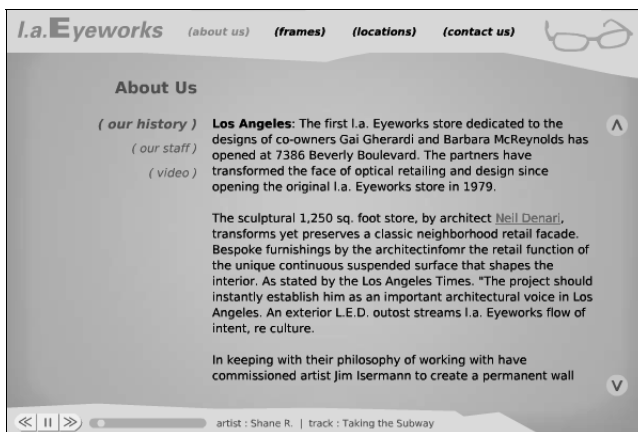 l.a.Eyeworks (about us) (frames) (locations) (contact us)
About Us
( our history )
( our staff )
( video )
Los Angeles: The first l.a. Eyeworks store dedicated to the
designs of co-owners Gai Gherardi and Barbara McReynolds has
opened at 7386 Beverly Boulevard. The partners have
transformed the face of optical retailing and design since
opening the original l.a. Eyeworks store in 1979.
The sculptural 1,250 sq. foot store, by architect Neil Denari,
transforms yet preserves a classic neighborhood retail facade.
Bespoke furnishings by the architectinfomr the retail function of
the unique continuous suspended surface that shapes the
interior. As stated by the Los Angeles Times. "The project should
instantly establish him as an important architectural voice in Los
Angeles. An exterior L.E.D. outost streams l.a. Eyeworks flow of
intent, re culture.
In keeping with their philosophy of working with have
commissioned artist Jim Isermann to create a permanent wall
artist : Shane R. | track : Taking the Subway